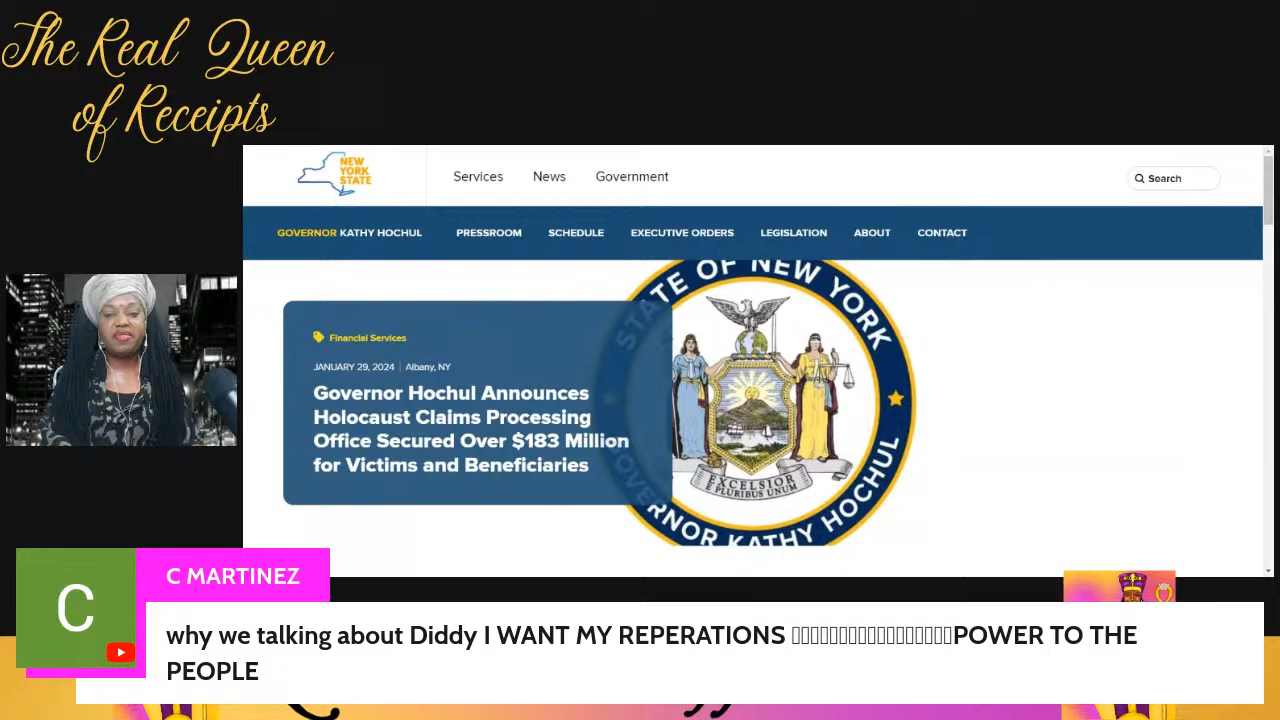 The Real Queen
of Receipts
NEW
YORK
STATE
Services News Government
Search
GOVERNOR KATHY HOCHUL PRESSROOM SCHEDULE EXECUTIVE ORDERS LEGISLATION ABOUT CONTACT
STATE OF NEW YORK
Financial Services
JANUARY 29, 2024 | Albany, NY
Governor Hochul Announces
Holocaust Claims Processing
Office Secured Over $183 Million
for Victims and Beneficiaries
EXCELSIOR
E PLURIBUS UNUM
GOVERNOR KATHY HOCHUL
C
C MARTINEZ
why we talking about Diddy I WANT MY REPERATIONS POWER TO THE
PEOPLE